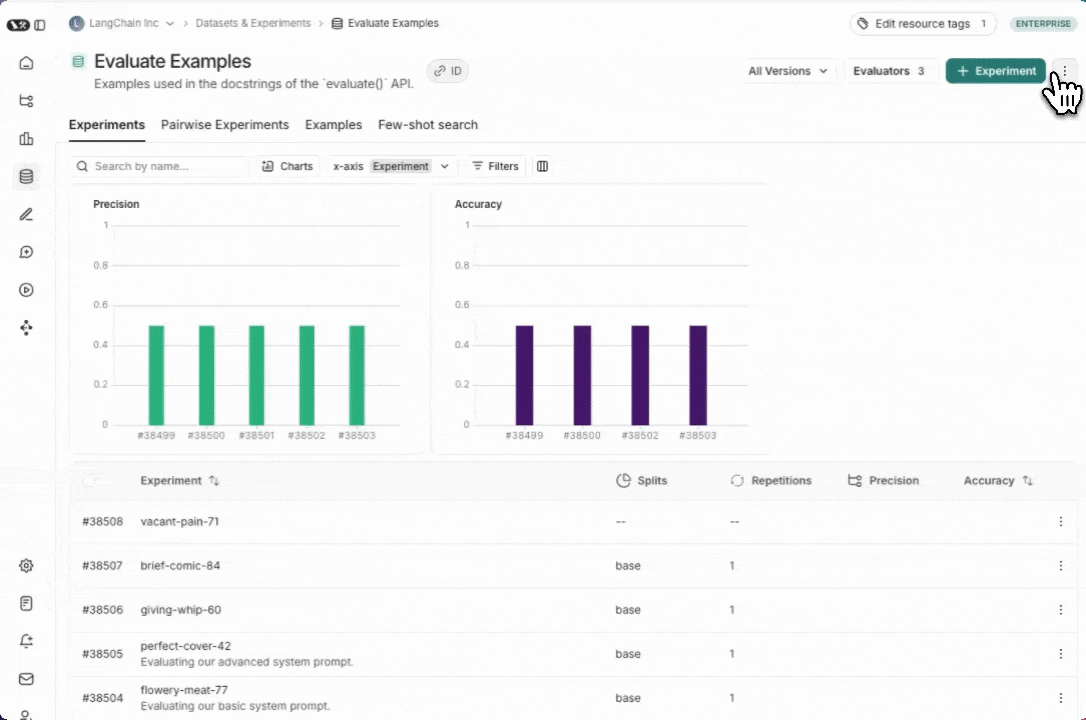 LangChain Inc > Datasets & Experiments > Evaluate Examples
Edit resource tags 1
ENTERPRISE
Evaluate Examples
Examples used in the docstrings of the `evaluate()` API.
ID
All Versions
Evaluators 3
+ Experiment
Experiments
Pairwise Experiments
Examples
Few-shot search
Search by name...
Charts
x-axis Experiment
Filters
Precision
1
0.8
0.6
0.4
0.2
0
#38499 #38500 #38501 #38502 #38503
Accuracy
1
0.8
0.6
0.4
0.2
0
#38499 #38500 #38502 #38503
Experiment Splits Repetitions Precision Accuracy
#38508 vacant-pain-71 -- --
#38507 brief-comic-84 base 1
#38506 giving-whip-60 base 1
#38505 perfect-cover-42 base 1
Evaluating our advanced system prompt.
#38504 flowery-meat-77 base 1
Evaluating our basic system prompt.